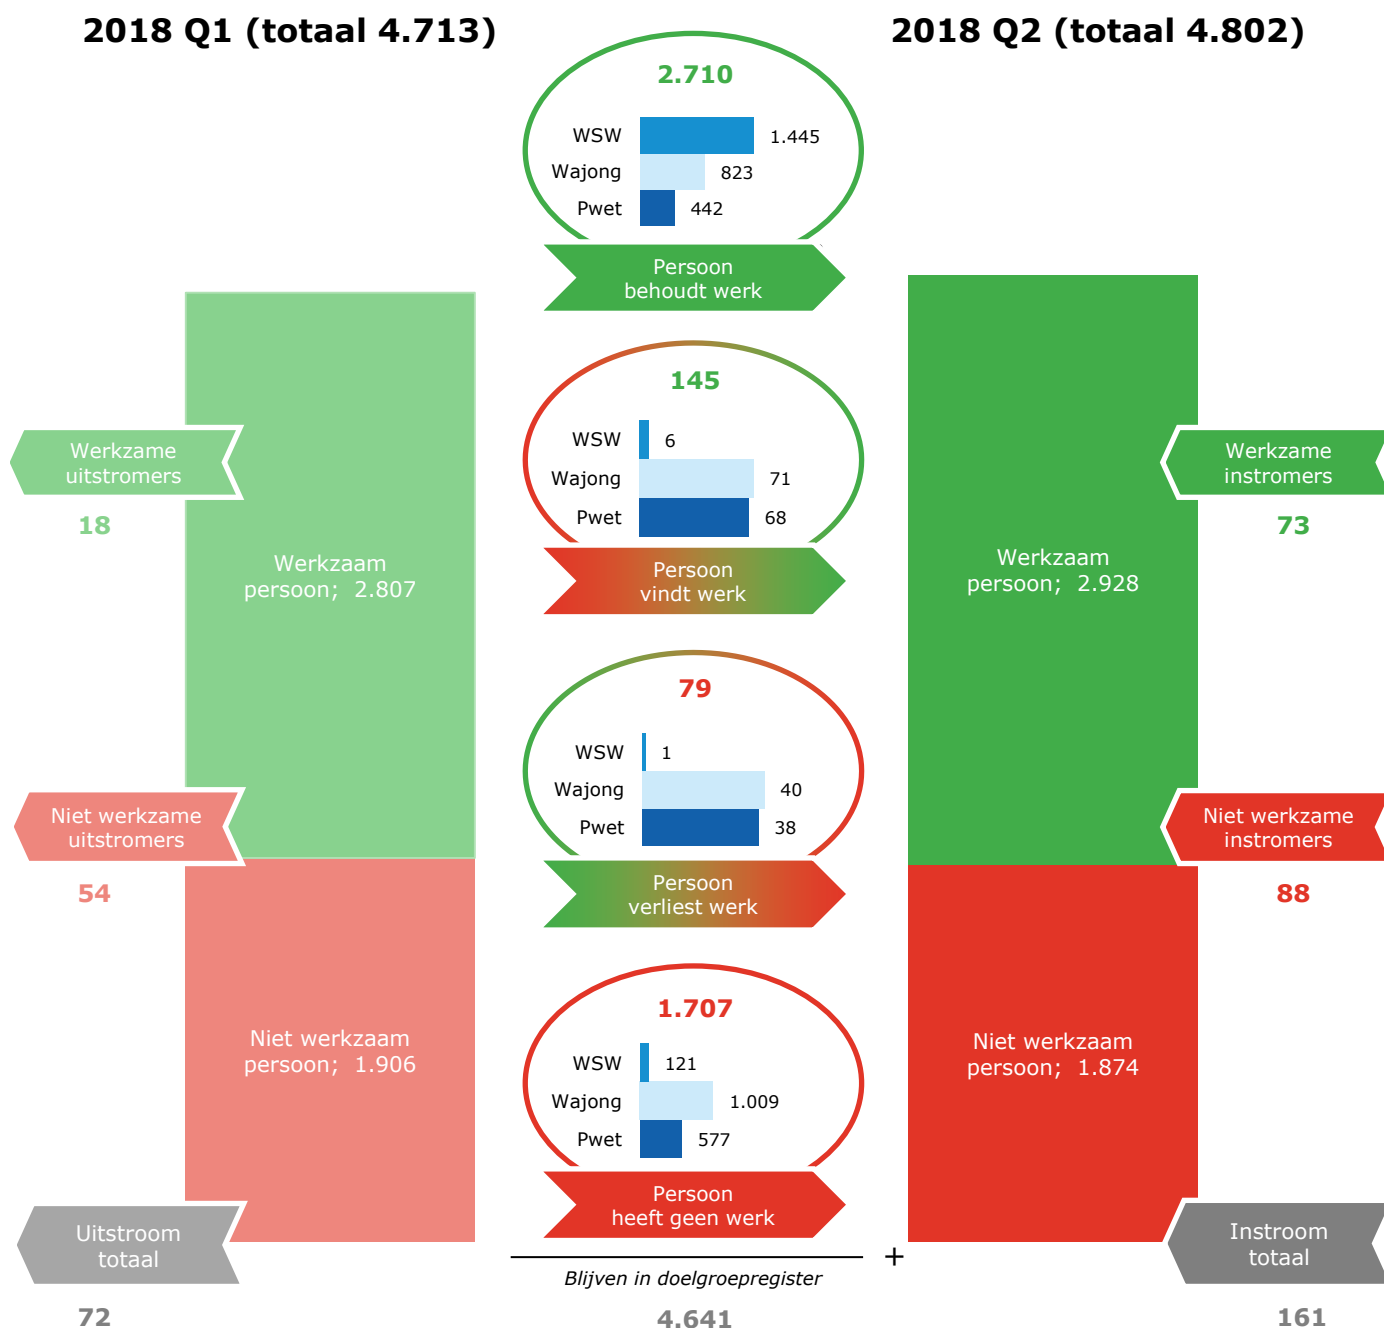 2018 Q1 (totaal 4.713)
2018 Q2 (totaal 4.802)
2.710
WSW 1.445
Wajong 823
Pwet 442
Persoon
behoudt werk
145
WSW 6
Wajong 71
Pwet 68
Persoon
vindt werk
79
WSW 1
Wajong 40
Pwet 38
Persoon
verliest werk
1.707
WSW 121
Wajong 1.009
Pwet 577
Persoon
heeft geen werk
Werkzame
uitstromers
18
Werkzaam
persoon; 2.807
Niet werkzame
uitstromers
54
Niet werkzaam
persoon; 1.906
Uitstroom
totaal
72
Werkzaam
persoon; 2.928
Werkzame
instromers
73
Niet werkzame
instromers
88
Niet werkzaam
persoon; 1.874
Instroom
totaal
161
+
Blijven in doelgroepregister
4.641